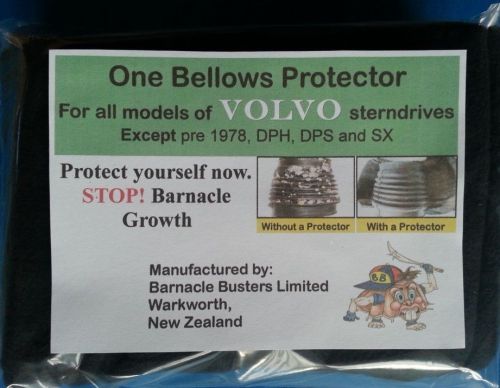 One Bellows Protector
For all models of VOLVO sterndrives
Except pre 1978, DPH, DPS and SX
Protect yourself now.
STOP! Barnacle
Growth
Without a Protector
With a Protector
Manufactured by:
Barnacle Busters Limited
Warkworth,
New Zealand
BB